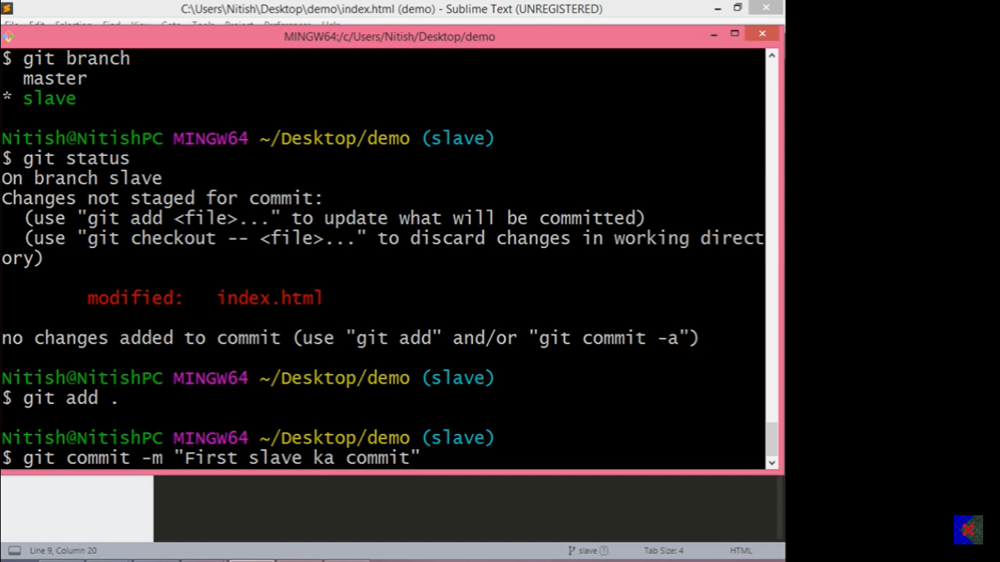 C:\Users\Nitish\Desktop\demo\index.html (demo) - Sublime Text (UNREGISTERED)
MINGW64:/c/Users/Nitish/Desktop/demo
$ git branch
  master
* slave
Nitish@NitishPC MINGW64 ~/Desktop/demo (slave)
$ git status
On branch slave
Changes not staged for commit:
  (use "git add <file>..." to update what will be committed)
  (use "git checkout -- <file>..." to discard changes in working direct
ory)
        modified:   index.html
no changes added to commit (use "git add" and/or "git commit -a")
Nitish@NitishPC MINGW64 ~/Desktop/demo (slave)
$ git add .
Nitish@NitishPC MINGW64 ~/Desktop/demo (slave)
$ git commit -m "First slave ka commit"
Line 9, Column 20
slave 1
Tab Size: 4
HTML